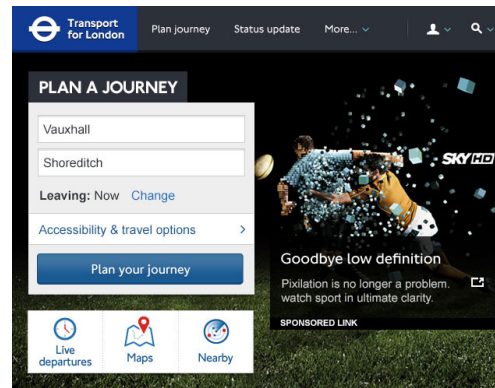 Transport
for London
Plan journey Status update More...
PLAN A JOURNEY
Vauxhall
Shoreditch
Leaving: Now Change
Accessibility & travel options
Plan your journey
Live
departures
Maps
Nearby
SKY HD
Goodbye low definition
Pixilation is no longer a problem.
watch sport in ultimate clarity.
SPONSORED LINK